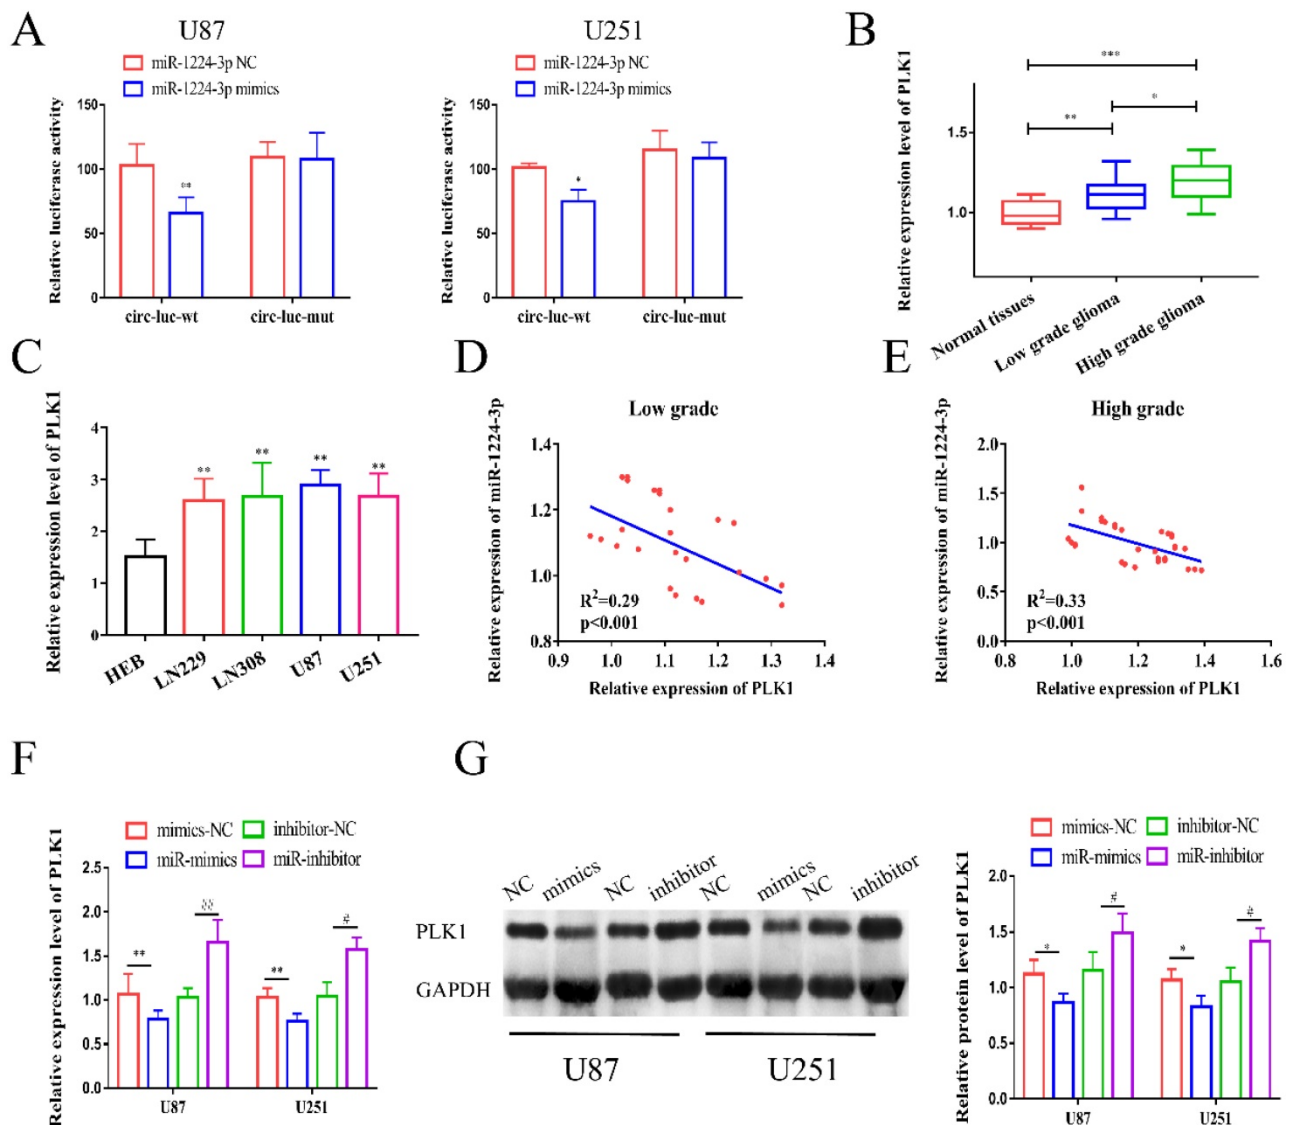 A
U87
miR-1224-3p NC
miR-1224-3p mimics
Relative luciferase activity
150
100
50
0
**
circ-luc-wt
circ-luc-mut
U251
miR-1224-3p NC
miR-1224-3p mimics
Relative luciferase activity
150
100
50
0
*
circ-luc-wt
circ-luc-mut
B
Relative expression level of PLK1
1.5
1.0
***
*
**
Normal tissues
Low grade glioma
High grade glioma
C
Relative expression level of PLK1
4
3
2
1
0
**
**
**
**
HEB
LN229
LN308
U87
U251
D
Low grade
Relative expression of miR-1224-3p
1.4
1.2
1.0
0.8
R²=0.29
p<0.001
0.9
1.0
1.1
1.2
1.3
1.4
Relative expression of PLK1
E
High grade
Relative expression of miR-1224-3p
2.0
1.5
1.0
0.5
0.0
R²=0.33
p<0.001
0.8
1.0
1.2
1.4
1.6
Relative expression of PLK1
F
mimics-NC
inhibitor-NC
miR-mimics
miR-inhibitor
Relative expression level of PLK1
2.5
2.0
1.5
1.0
0.5
0.0
**
##
**
#
U87
U251
G
NC
mimics
NC
inhibitor
NC
mimics
NC
inhibitor
PLK1
GAPDH
U87
U251
mimics-NC
inhibitor-NC
miR-mimics
miR-inhibitor
Relative protein level of PLK1
2.0
1.5
1.0
0.5
0.0
*
#
*
#
U87
U251